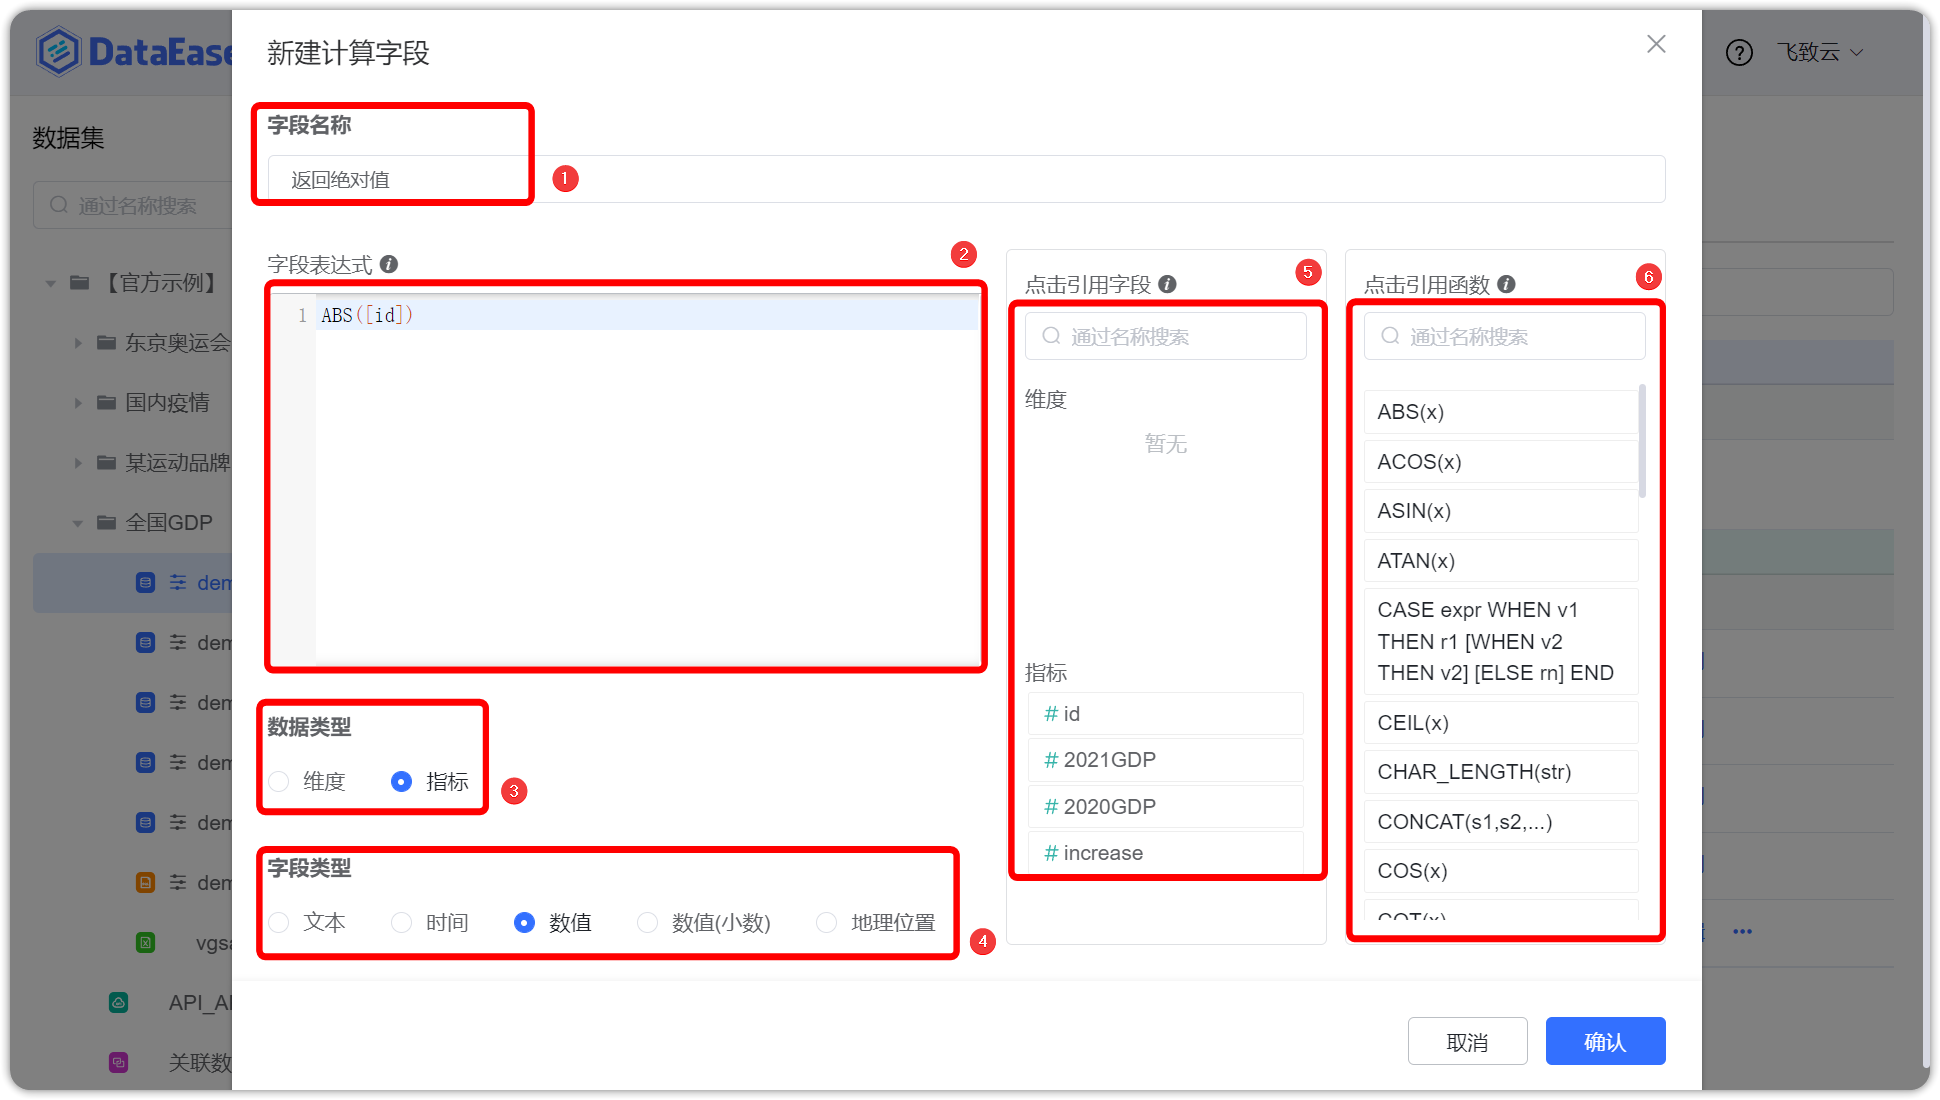 DataEase
新建计算字段
飞致云
数据集
通过名称搜索
【官方示例】
东京奥运会
国内疫情
某运动品牌
全国GDP
dem
dem
dem
dem
dem
dem
vgsa
API_A
关联数
字段名称
返回绝对值
1
字段表达式
2
1 ABS([id])
数据类型
维度 指标
3
字段类型
文本 时间 数值 数值(小数) 地理位置
4
点击引用字段
5
通过名称搜索
维度
暂无
指标
# id
# 2021GDP
# 2020GDP
# increase
点击引用函数
6
通过名称搜索
ABS(x)
ACOS(x)
ASIN(x)
ATAN(x)
CASE expr WHEN v1
THEN r1 [WHEN v2
THEN v2] [ELSE rn] END
CEIL(x)
CHAR_LENGTH(str)
CONCAT(s1,s2,...)
COS(x)
COT(x)
取消 确认